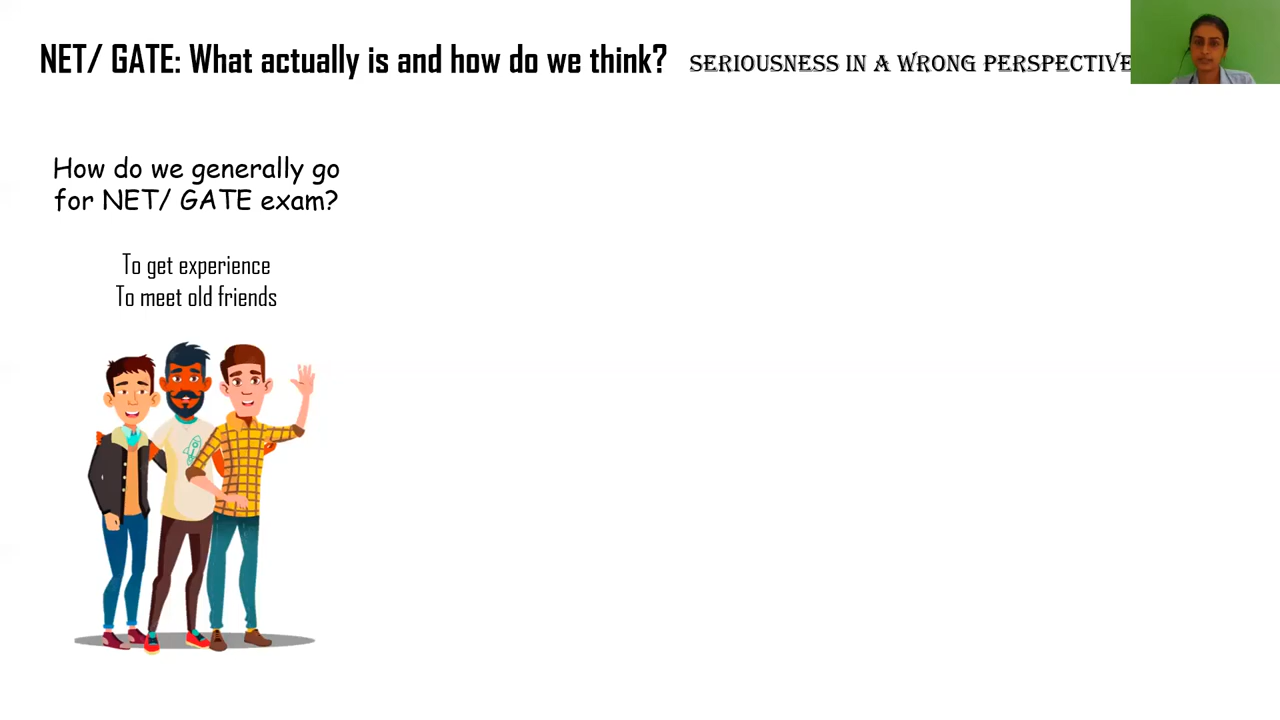 NET/ GATE: What actually is and how do we think? SERIOUSNESS IN A WRONG PERSPECTIVE
How do we generally go
for NET/ GATE exam?
To get experience
To meet old friends